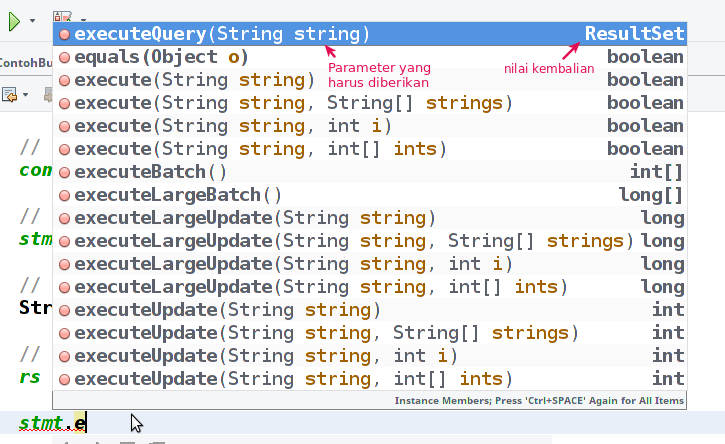 executeQuery(String string) ResultSet
equals(Object o) boolean
Parameter yang
harus diberikan
nilai kembalian
execute(String string) boolean
execute(String string, String[] strings) boolean
execute(String string, int i) boolean
execute(String string, int[] ints) boolean
executeBatch() int[]
executeLargeBatch() long[]
executeLargeUpdate(String string) long
executeLargeUpdate(String string, String[] strings) long
executeLargeUpdate(String string, int i) long
executeLargeUpdate(String string, int[] ints) long
executeUpdate(String string) int
executeUpdate(String string, String[] strings) int
executeUpdate(String string, int i) int
executeUpdate(String string, int[] ints) int
Instance Members; Press 'Ctrl+SPACE' Again for All Items
ContohBu
//
con
//
stm
//
Str
//
rs
stmt.e